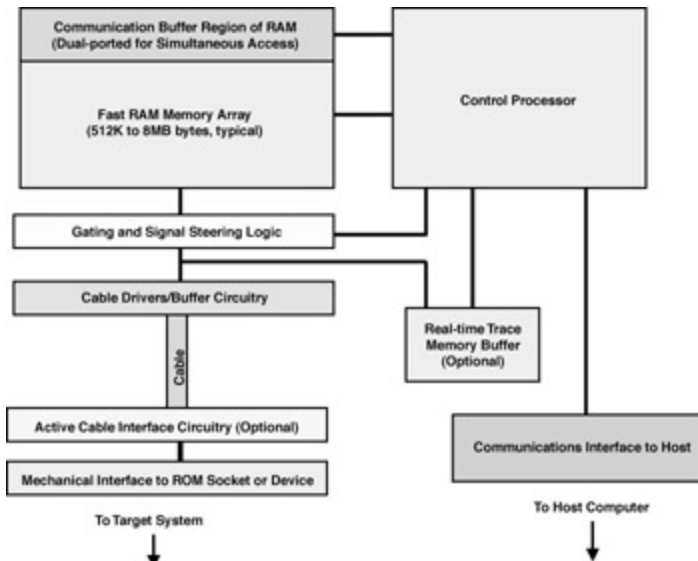 Communication Buffer Region of RAM
(Dual-ported for Simultaneous Access)
Fast RAM Memory Array
(512K to 8MB bytes, typical)
Control Processor
Gating and Signal Steering Logic
Cable Drivers/Buffer Circuitry
Real-time Trace
Memory Buffer
(Optional)
Cable
Active Cable Interface Circuitry (Optional)
Communications Interface to Host
Mechanical Interface to ROM Socket or Device
To Target System
To Host Computer